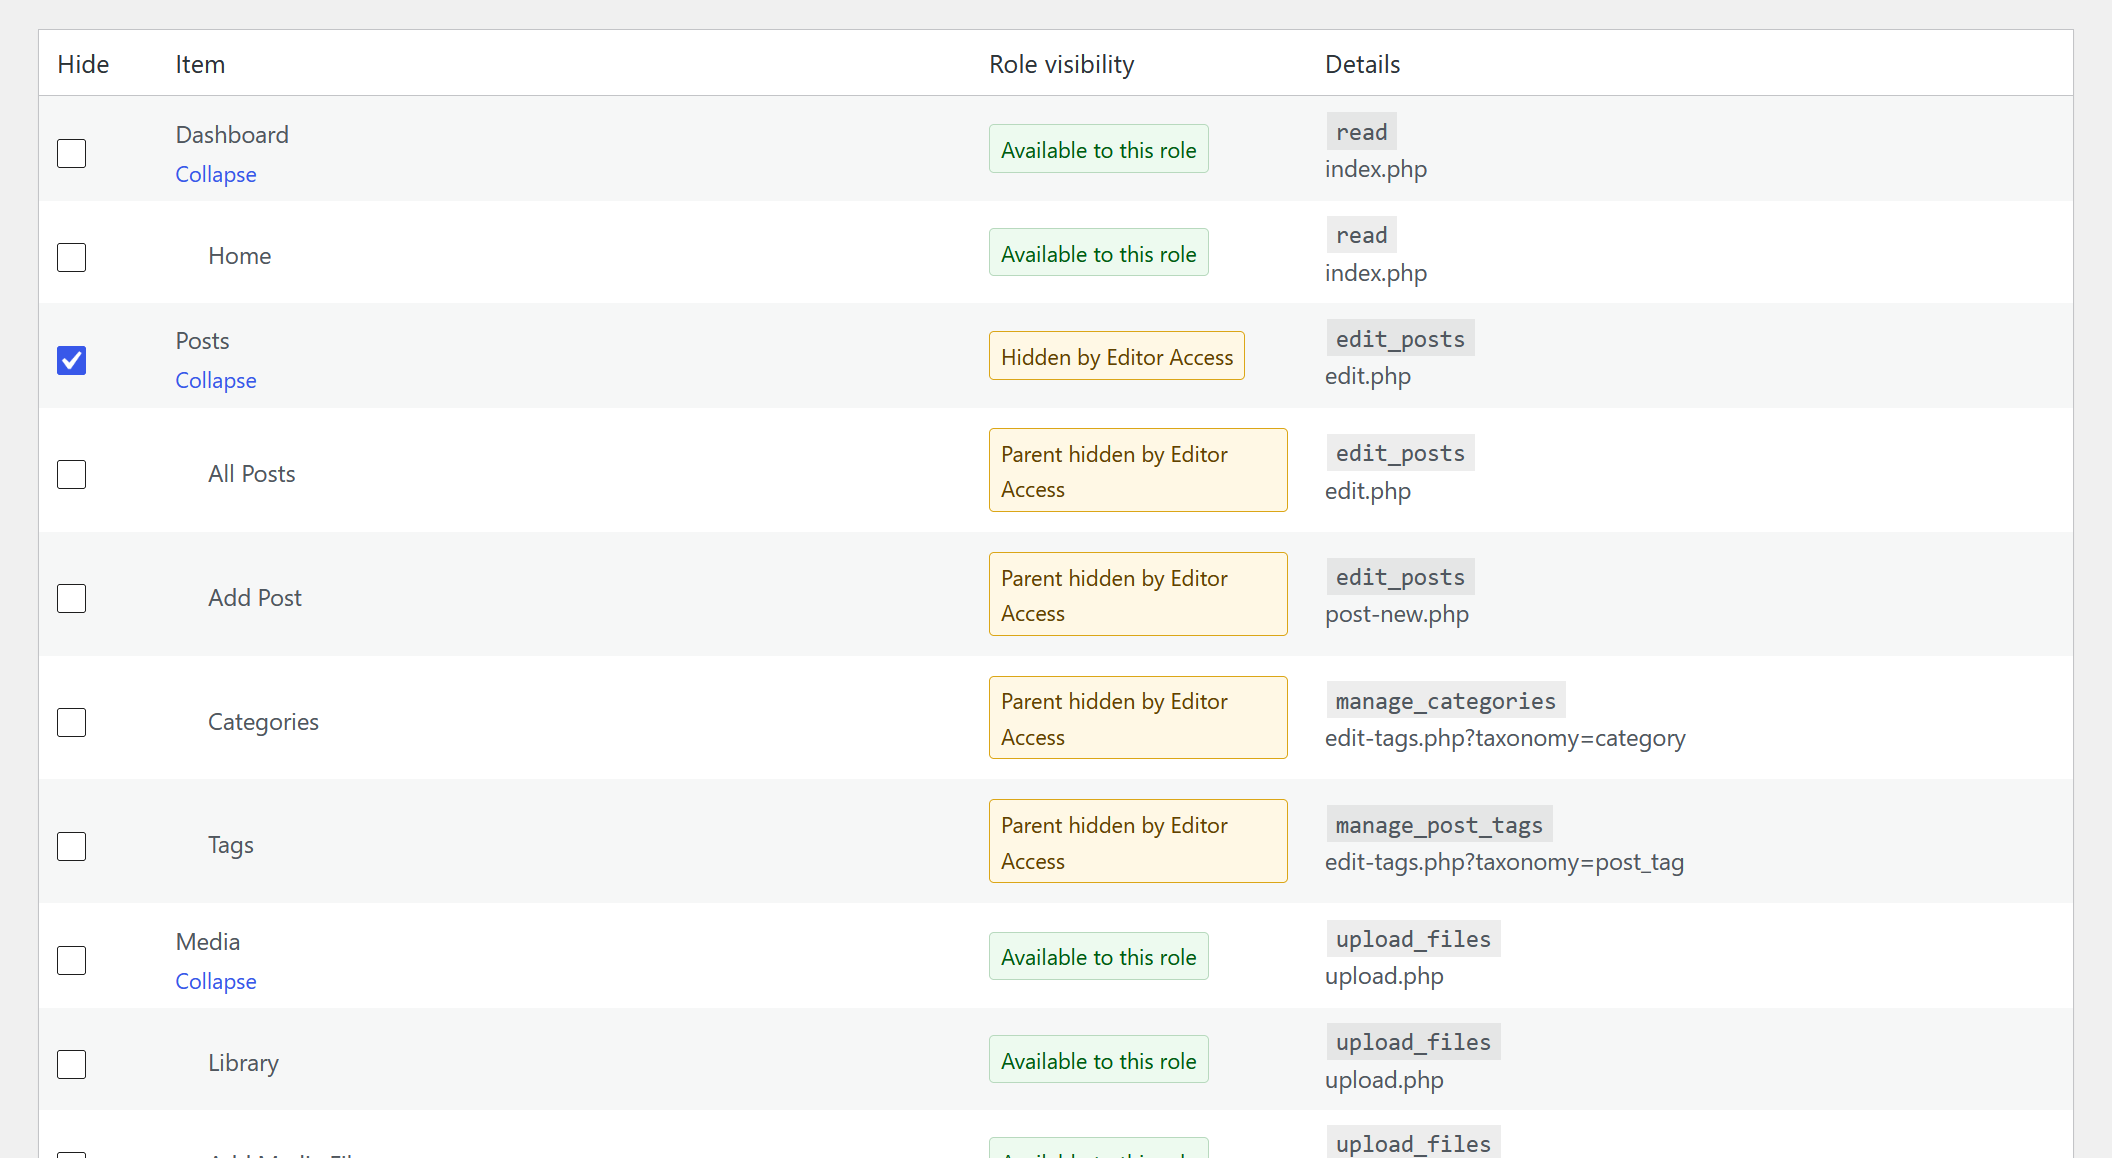 Hide Item Role visibility Details
Dashboard
Collapse
Available to this role
read
index.php
Home
Available to this role
read
index.php
Posts
Collapse
Hidden by Editor Access
edit_posts
edit.php
All Posts
Parent hidden by Editor
Access
edit_posts
edit.php
Add Post
Parent hidden by Editor
Access
edit_posts
post-new.php
Categories
Parent hidden by Editor
Access
manage_categories
edit-tags.php?taxonomy=category
Tags
Parent hidden by Editor
Access
manage_post_tags
edit-tags.php?taxonomy=post_tag
Media
Collapse
Available to this role
upload_files
upload.php
Library
Available to this role
upload_files
upload.php
upload_files